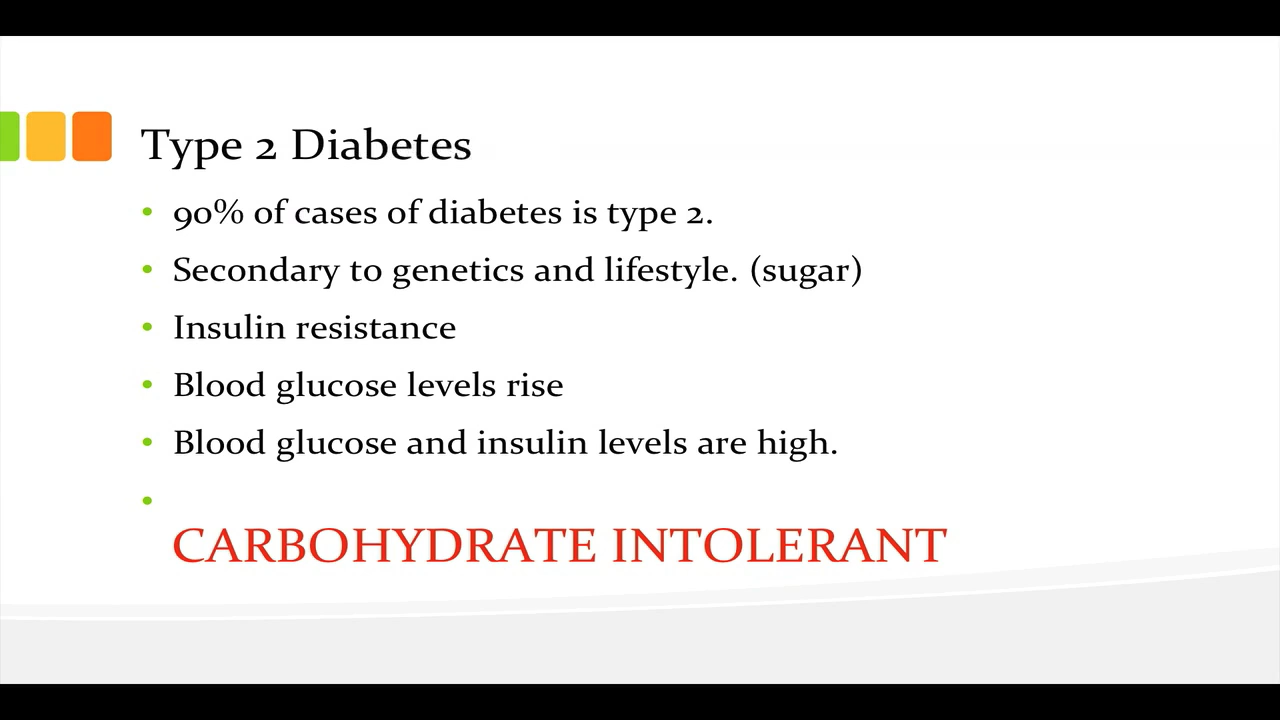 Type 2 Diabetes
• 90% of cases of diabetes is type 2.
• Secondary to genetics and lifestyle. (sugar)
• Insulin resistance
• Blood glucose levels rise
• Blood glucose and insulin levels are high.
•
CARBOHYDRATE INTOLERANT